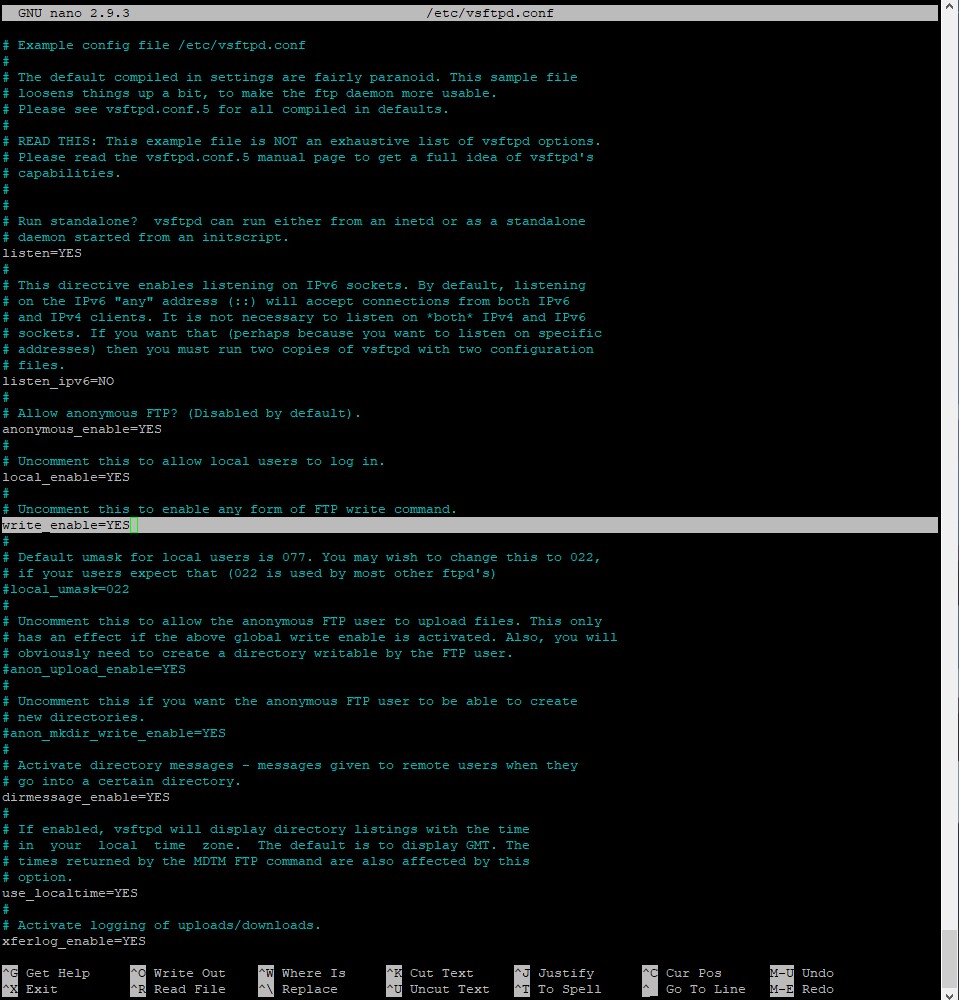 GNU nano 2.9.3 /etc/vsftpd.conf
# Example config file /etc/vsftpd.conf
#
# The default compiled in settings are fairly paranoid. This sample file
# loosens things up a bit, to make the ftp daemon more usable.
# Please see vsftpd.conf.5 for all compiled in defaults.
#
# READ THIS: This example file is NOT an exhaustive list of vsftpd options.
# Please read the vsftpd.conf.5 manual page to get a full idea of vsftpd's
# capabilities.
#
#
# Run standalone?  vsftpd can run either from an inetd or as a standalone
# daemon started from an initscript.
listen=YES
#
# This directive enables listening on IPv6 sockets. By default, listening
# on the IPv6 "any" address (::) will accept connections from both IPv6
# and IPv4 clients. It is not necessary to listen on *both* IPv4 and IPv6
# sockets. If you want that (perhaps because you want to listen on specific
# addresses) then you must run two copies of vsftpd with two configuration
# files.
listen_ipv6=NO
#
# Allow anonymous FTP? (Disabled by default).
anonymous_enable=YES
#
# Uncomment this to allow local users to log in.
local_enable=YES
#
# Uncomment this to enable any form of FTP write command.
write_enable=YES
#
# Default umask for local users is 077. You may wish to change this to 022,
# if your users expect that (022 is used by most other ftpd's)
#local_umask=022
#
# Uncomment this to allow the anonymous FTP user to upload files. This only
# has an effect if the above global write enable is activated. Also, you will
# obviously need to create a directory writable by the FTP user.
#anon_upload_enable=YES
#
# Uncomment this if you want the anonymous FTP user to be able to create
# new directories.
#anon_mkdir_write_enable=YES
#
# Activate directory messages - messages given to remote users when they
# go into a certain directory.
dirmessage_enable=YES
#
# If enabled, vsftpd will display directory listings with the time
# in  your  local  time  zone.  The default is to display GMT. The
# times returned by the MDTM FTP command are also affected by this
# option.
use_localtime=YES
#
# Activate logging of uploads/downloads.
xferlog_enable=YES
^G Get Help ^O Write Out ^W Where Is ^K Cut Text ^J Justify ^C Cur Pos M-U Undo
^X Exit ^R Read File ^\ Replace ^U Uncut Text ^T To Spell ^_ Go To Line M-E Redo